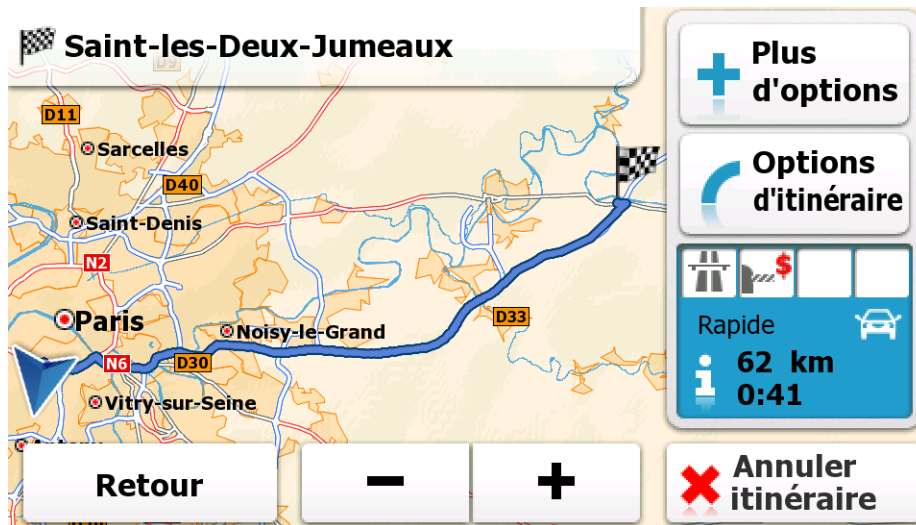 Saint-les-Deux-Jumeaux
Plus
d'options
D9
D11
Sarcelles
D40
Options
d'itinéraire
Saint-Denis
N2
$
Paris
Noisy-le-Grand
D33
Rapide
N6
D30
62 km
0:41
Vitry-sur-Seine
Retour
−
+
Annuler
itinéraire